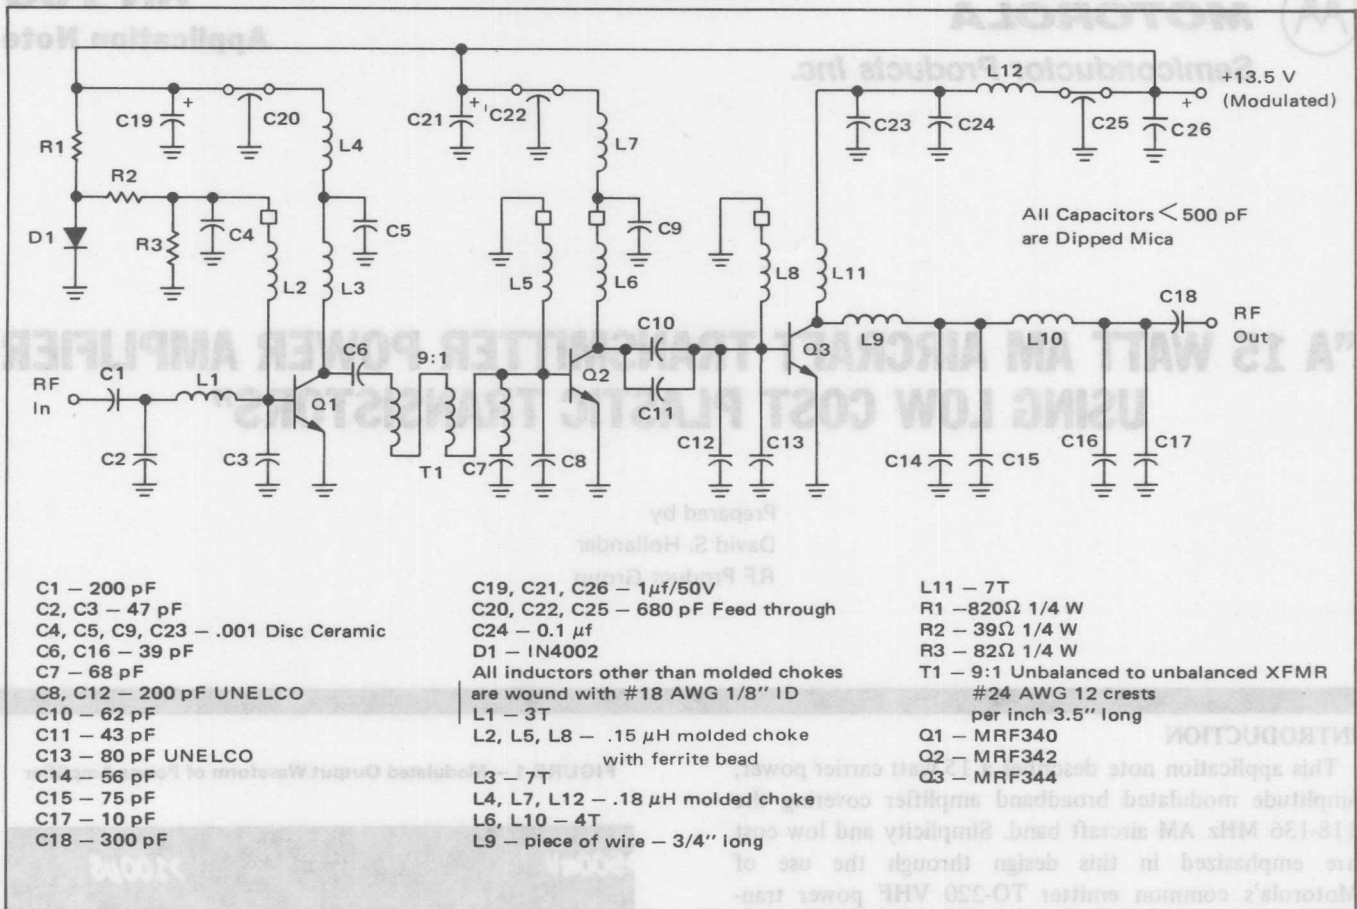 +13.5 V
(Modulated)
L12
C19
C20
C21
C22
C23
C24
C25
C26
R1
L4
L7
R2
All Capacitors < 500 pF
are Dipped Mica
D1
R3
C4
C5
C9
L2
L3
L5
L6
L8
L11
C18
RF
Out
C10
C6
9:1
L9
L10
Q3
RF
In
C1
L1
Q1
Q2
C11
C2
C3
T1
C7
C8
C12
C13
C14
C15
C16
C17
C1 – 200 pF
C2, C3 – 47 pF
C4, C5, C9, C23 – .001 Disc Ceramic
C6, C16 – 39 pF
C7 – 68 pF
C8, C12 – 200 pF UNELCO
C10 – 62 pF
C11 – 43 pF
C13 – 80 pF UNELCO
C15 – 75 pF
C17 – 10 pF
C18 – 300 pF
C19, C21, C26 – 1µf/50V
C20, C22, C25 – 680 pF Feed through
C24 – 0.1 µf
D1 – IN4002
All inductors other than molded chokes
are wound with #18 AWG 1/8" ID
L1 – 3T
L2, L5, L8 – .15 µH molded choke
with ferrite bead
L3 – 7T
L4, L7, L12 – .18 µH molded choke
L6, L10 – 4T
L9 – piece of wire – 3/4" long
L11 – 7T
R1 –820Ω 1/4 W
R2 – 39Ω 1/4 W
R3 – 82Ω 1/4 W
T1 – 9:1 Unbalanced to unbalanced XFMR
#24 AWG 12 crests
per inch 3.5" long
Q1 – MRF340
Q2 – MRF342
Q3 – MRF344
MOTOROLA
Semiconductor Products Inc.
Application Note
"A 15 WATT AM AIRCRAFT TRANSMITTER POWER AMPLIFIER
USING LOW COST PLASTIC TRANSISTORS"
Prepared by
David S. Hollander
RF Product Group
INTRODUCTION
This application note describes a 15 watt carrier power,
amplitude modulated broadband amplifier covering the
118-136 MHz AM aircraft band. Simplicity and low cost
are emphasized in this design through the use of
Motorola's common emitter TO-220 VHF power tran-